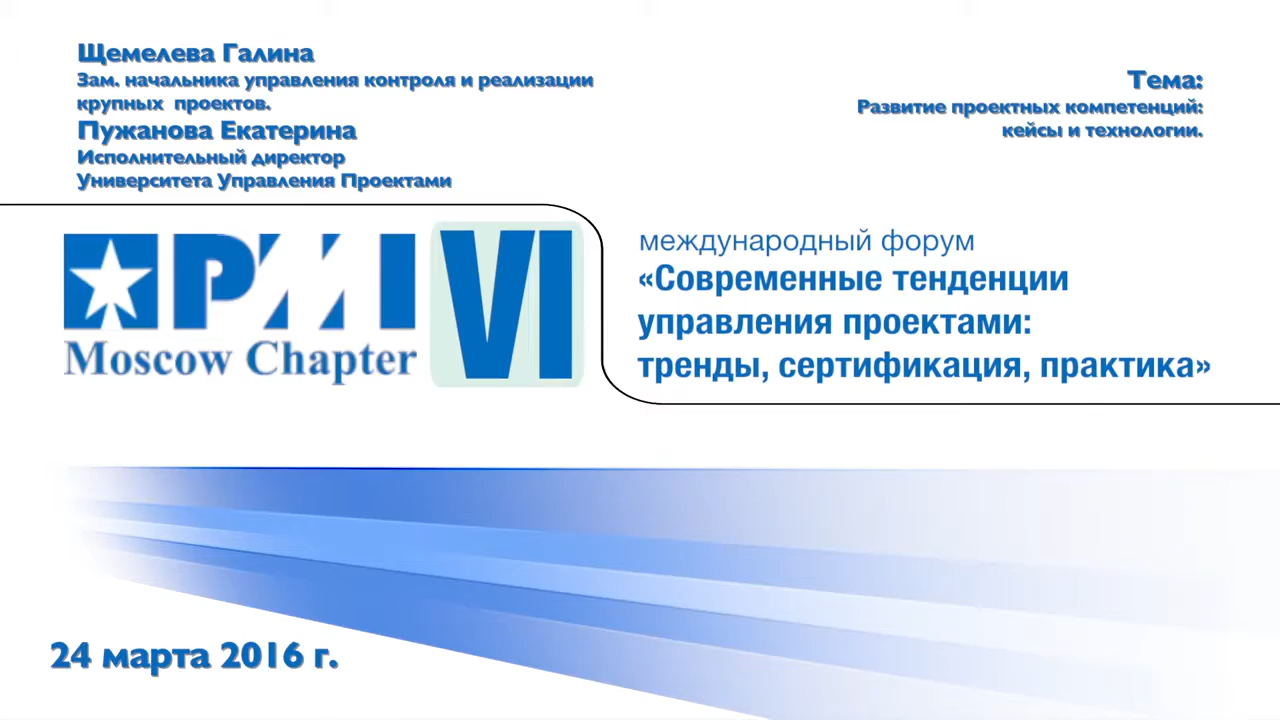 Щемелева Галина
Зам. начальника управления контроля и реализации
крупных проектов.
Пужанова Екатерина
Исполнительный директор
Университета Управления Проектами
Тема:
Развитие проектных компетенций:
кейсы и технологии.
PMI
Moscow Chapter
VI
международный форум
«Современные тенденции
управления проектами:
тренды, сертификация, практика»
24 марта 2016 г.